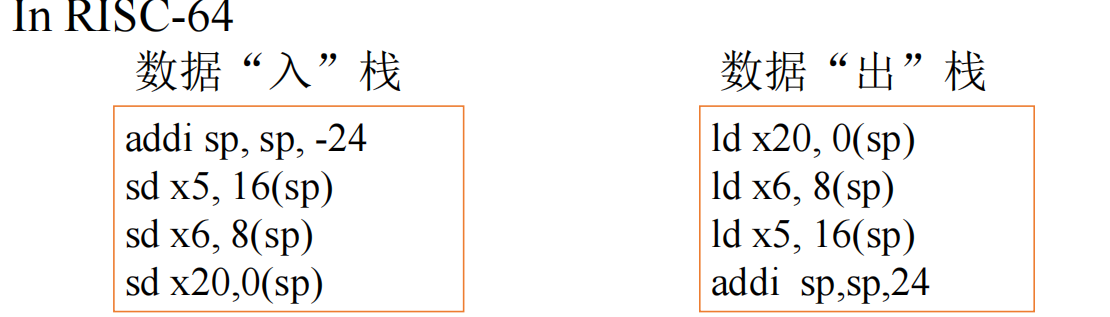 In RISC-64
数据“入”栈
addi sp, sp, -24
sd x5, 16(sp)
sd x6, 8(sp)
sd x20,0(sp)
数据“出”栈
ld x20, 0(sp)
ld x6, 8(sp)
ld x5, 16(sp)
addi  sp,sp,24